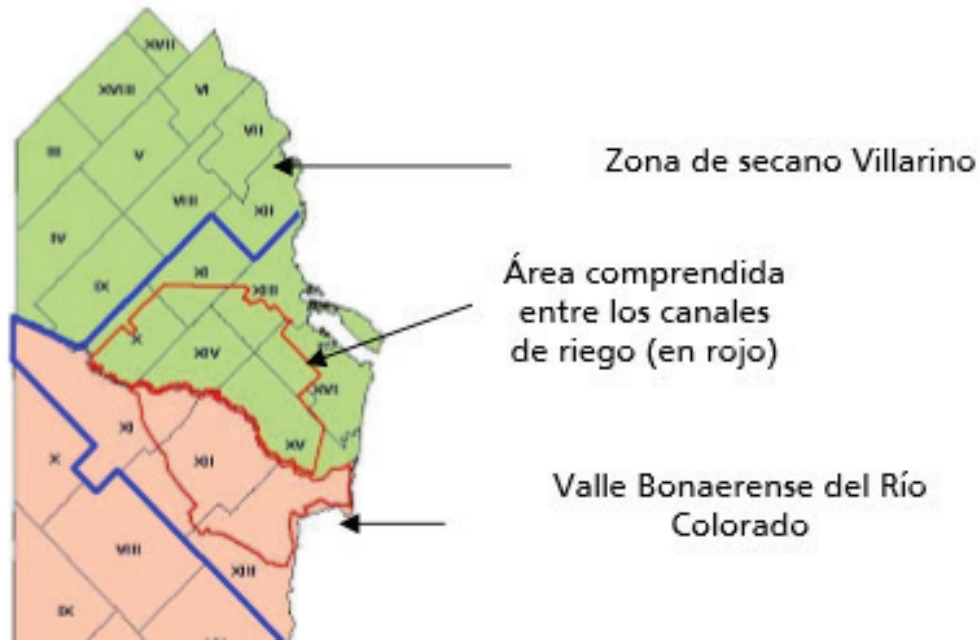 XVII
XVIII
VI
VII
III
V
Zona de secano Villarino
VIII
XII
IV
IX
XI
XIII
Área comprendida
entre los canales
de riego (en rojo)
X
XIV
XVI
XI
XV
X
XII
Valle Bonaerense del Río
Colorado
VIII
XIII
IX